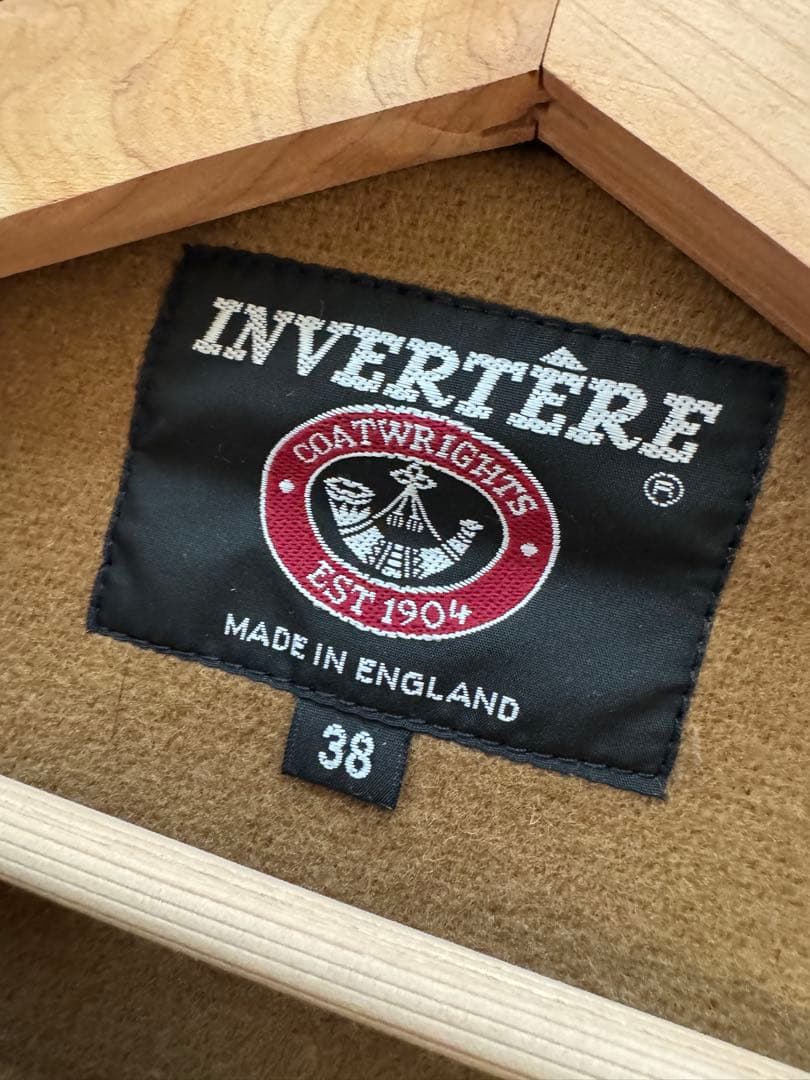 INVERTÊRE
®
COATWRIGHTS
EST 1904
MADE IN ENGLAND
38